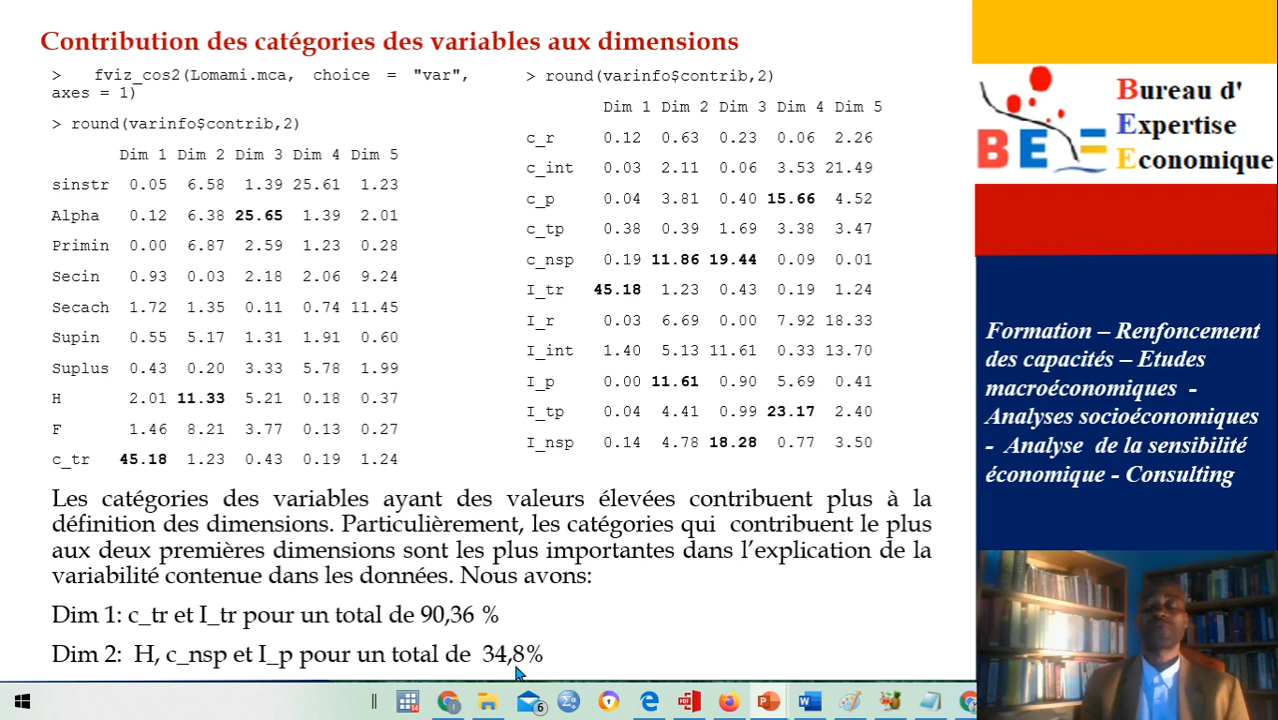 Contribution des catégories des variables aux dimensions
> fviz_cos2(Lomami.mca, choice = "var",
axes = 1)
> round(varinfo$contrib,2)
Dim 1 Dim 2 Dim 3 Dim 4 Dim 5
sinstr 0.05 6.58 1.39 25.61 1.23
Alpha 0.12 6.38 25.65 1.39 2.01
Primin 0.00 6.87 2.59 1.23 0.28
Secin 0.93 0.03 2.18 2.06 9.24
Secach 1.72 1.35 0.11 0.74 11.45
Supin 0.55 5.17 1.31 1.91 0.60
Suplus 0.43 0.20 3.33 5.78 1.99
H 2.01 11.33 5.21 0.18 0.37
F 1.46 8.21 3.77 0.13 0.27
c_tr 45.18 1.23 0.43 0.19 1.24
> round(varinfo$contrib,2)
Dim 1 Dim 2 Dim 3 Dim 4 Dim 5
c_r 0.12 0.63 0.23 0.06 2.26
c_int 0.03 2.11 0.06 3.53 21.49
c_p 0.04 3.81 0.40 15.66 4.52
c_tp 0.38 0.39 1.69 3.38 3.47
c_nsp 0.19 11.86 19.44 0.09 0.01
I_tr 45.18 1.23 0.43 0.19 1.24
I_r 0.03 6.69 0.00 7.92 18.33
I_int 1.40 5.13 11.61 0.33 13.70
I_p 0.00 11.61 0.90 5.69 0.41
I_tp 0.04 4.41 0.99 23.17 2.40
I_nsp 0.14 4.78 18.28 0.77 3.50
Les catégories des variables ayant des valeurs élevées contribuent plus à la
définition des dimensions. Particulièrement, les catégories qui contribuent le plus
aux deux premières dimensions sont les plus importantes dans l'explication de la
variabilité contenue dans les données. Nous avons:
Dim 1: c_tr et I_tr pour un total de 90,36 %
Dim 2: H, c_nsp et I_p pour un total de 34,8%
BE
Bureau d'
Expertise
Economique
Formation – Renfoncement
des capacités – Etudes
macroéconomiques -
Analyses socioéconomiques
- Analyse de la sensibilité
économique - Consulting